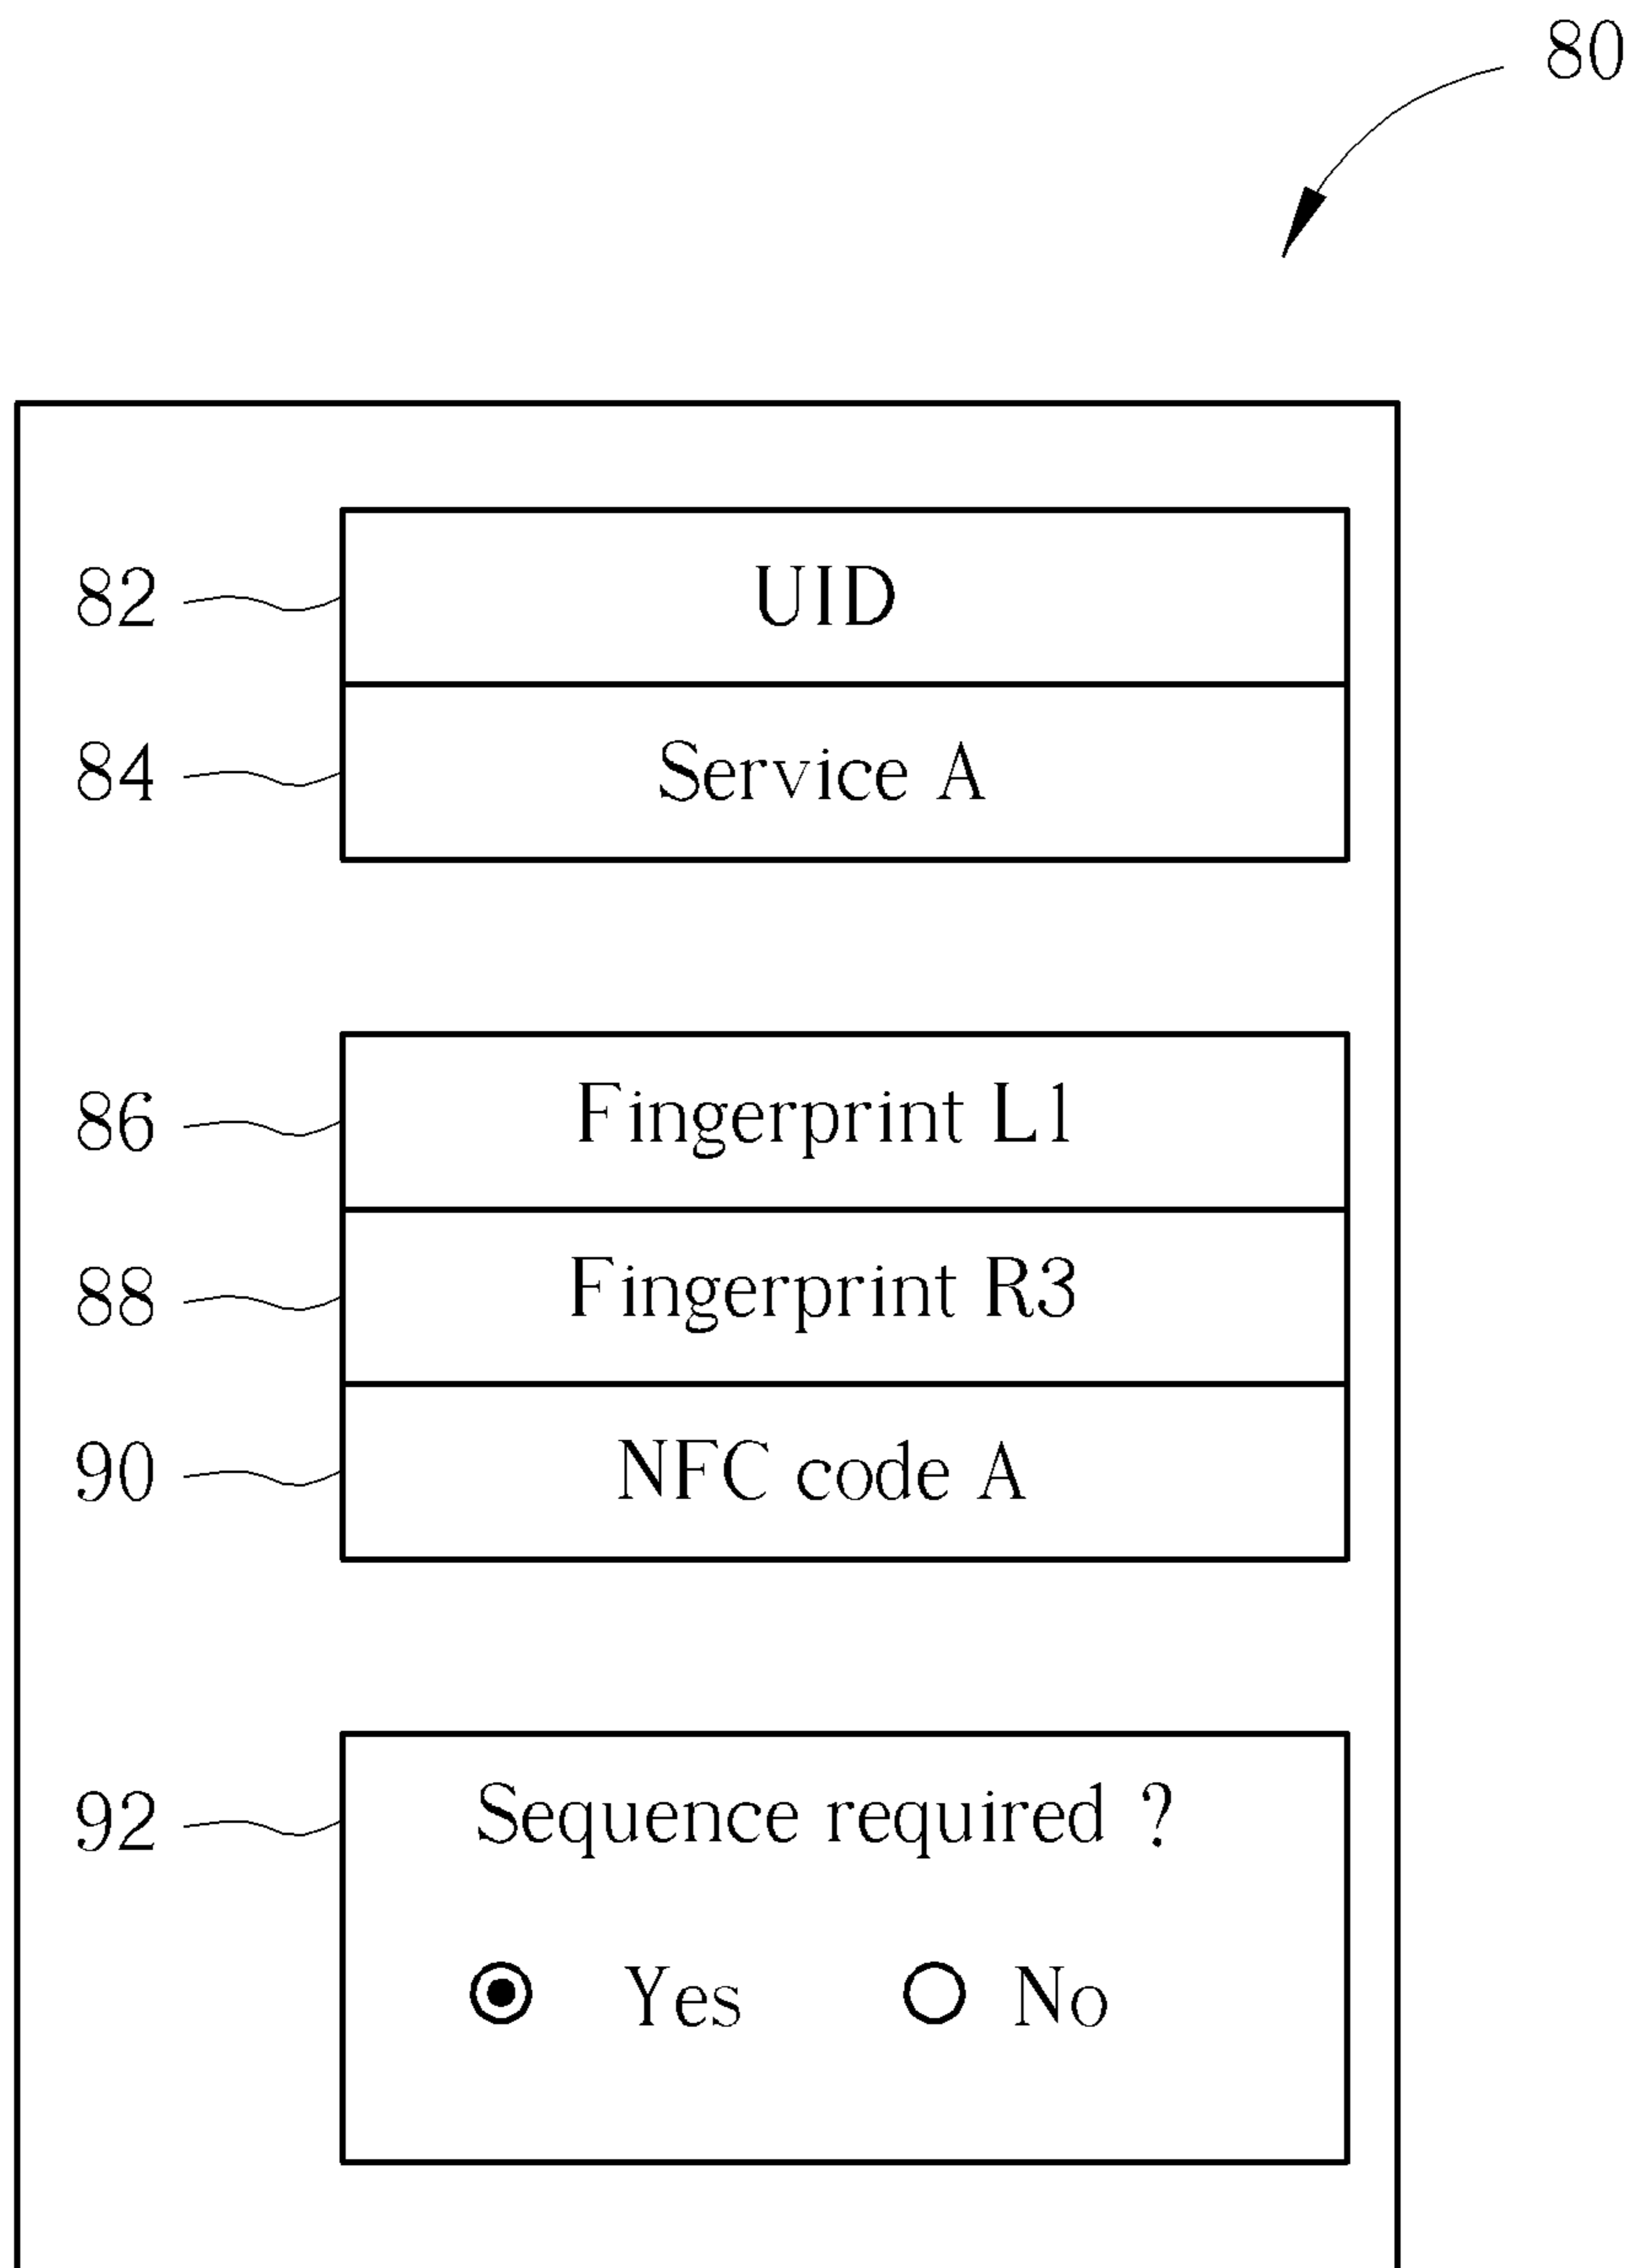 80
82 UID
84 Service A
86 Fingerprint L1
88 Fingerprint R3
90 NFC code A
92 Sequence required ?
Yes No